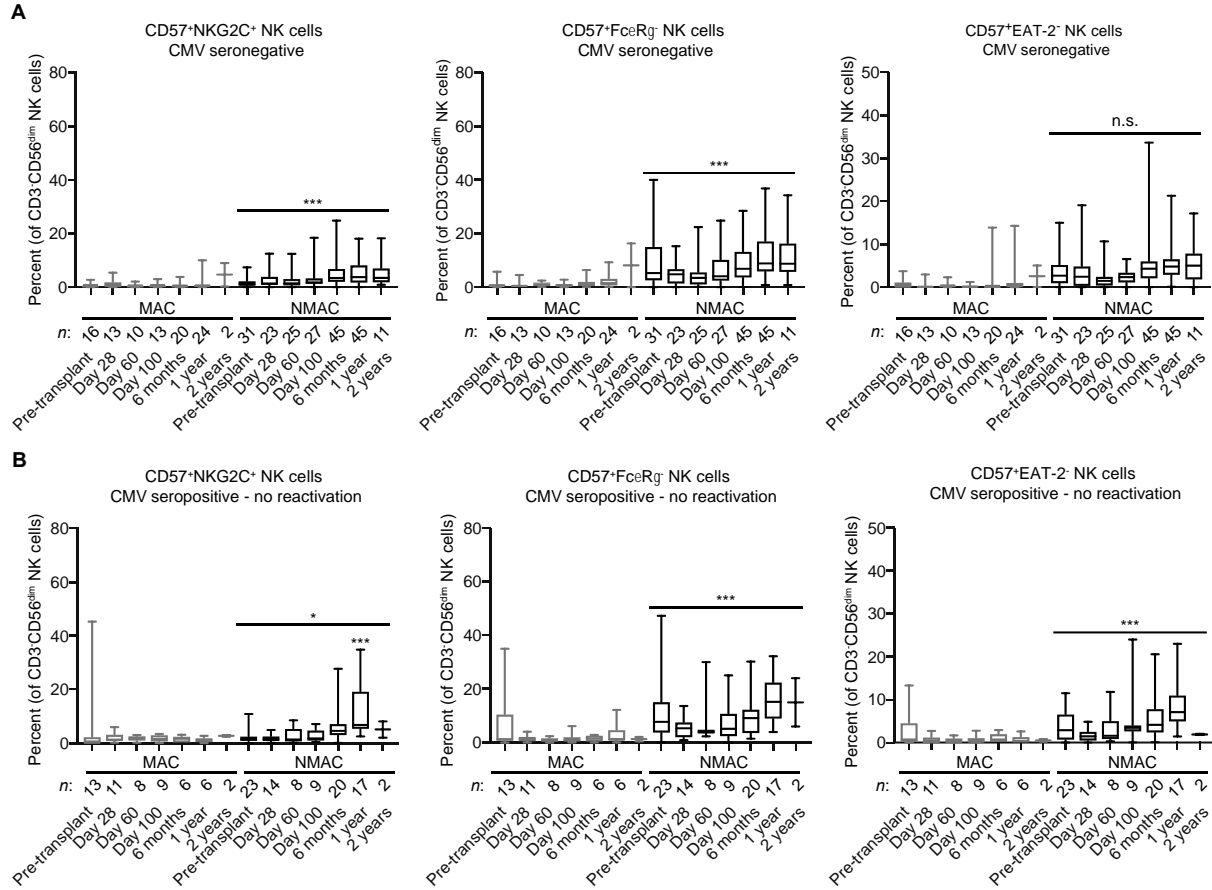 A
CD57⁺NKG2C⁺ NK cells
CMV seronegative
Percent (of CD3⁻CD56ᵈⁱᵐ NK cells)
80
60
40
20
0
***
MAC
NMAC
n: 16 13 10 13 20 24 2 31 23 25 27 45 45 11
Pre-transplant
Day 28
Day 60
Day 100
6 months
1 year
2 years
Pre-transplant
Day 28
Day 60
Day 100
6 months
1 year
2 years
CD57⁺FceRg⁻ NK cells
CMV seronegative
Percent (of CD3⁻CD56ᵈⁱᵐ NK cells)
80
60
40
20
0
***
MAC
NMAC
n: 16 13 10 13 20 24 2 31 23 25 27 45 45 11
Pre-transplant
Day 28
Day 60
Day 100
6 months
1 year
2 years
Pre-transplant
Day 28
Day 60
Day 100
6 months
1 year
2 years
CD57⁺EAT-2⁻ NK cells
CMV seronegative
Percent (of CD3⁻CD56ᵈⁱᵐ NK cells)
50
40
30
20
10
0
n.s.
MAC
NMAC
n: 16 13 10 13 20 24 2 31 23 25 27 45 45 11
Pre-transplant
Day 28
Day 60
Day 100
6 months
1 year
2 years
Pre-transplant
Day 28
Day 60
Day 100
6 months
1 year
2 years
B
CD57⁺NKG2C⁺ NK cells
CMV seropositive - no reactivation
Percent (of CD3⁻CD56ᵈⁱᵐ NK cells)
80
60
40
20
0
*
***
MAC
NMAC
n: 13 11 8 9 6 6 2 23 14 8 9 20 17 2
Pre-transplant
Day 28
Day 60
Day 100
6 months
1 year
2 years
Pre-transplant
Day 28
Day 60
Day 100
6 months
1 year
2 years
CD57⁺FceRg⁻ NK cells
CMV seropositive - no reactivation
Percent (of CD3⁻CD56ᵈⁱᵐ NK cells)
80
60
40
20
0
***
MAC
NMAC
n: 13 11 8 9 6 6 2 23 14 8 9 20 17 2
Pre-transplant
Day 28
Day 60
Day 100
6 months
1 year
2 years
Pre-transplant
Day 28
Day 60
Day 100
6 months
1 year
2 years
CD57⁺EAT-2⁻ NK cells
CMV seropositive - no reactivation
Percent (of CD3⁻CD56ᵈⁱᵐ NK cells)
50
40
30
20
10
0
***
MAC
NMAC
n: 13 11 8 9 6 6 2 23 14 8 9 20 17 2
Pre-transplant
Day 28
Day 60
Day 100
6 months
1 year
2 years
Pre-transplant
Day 28
Day 60
Day 100
6 months
1 year
2 years